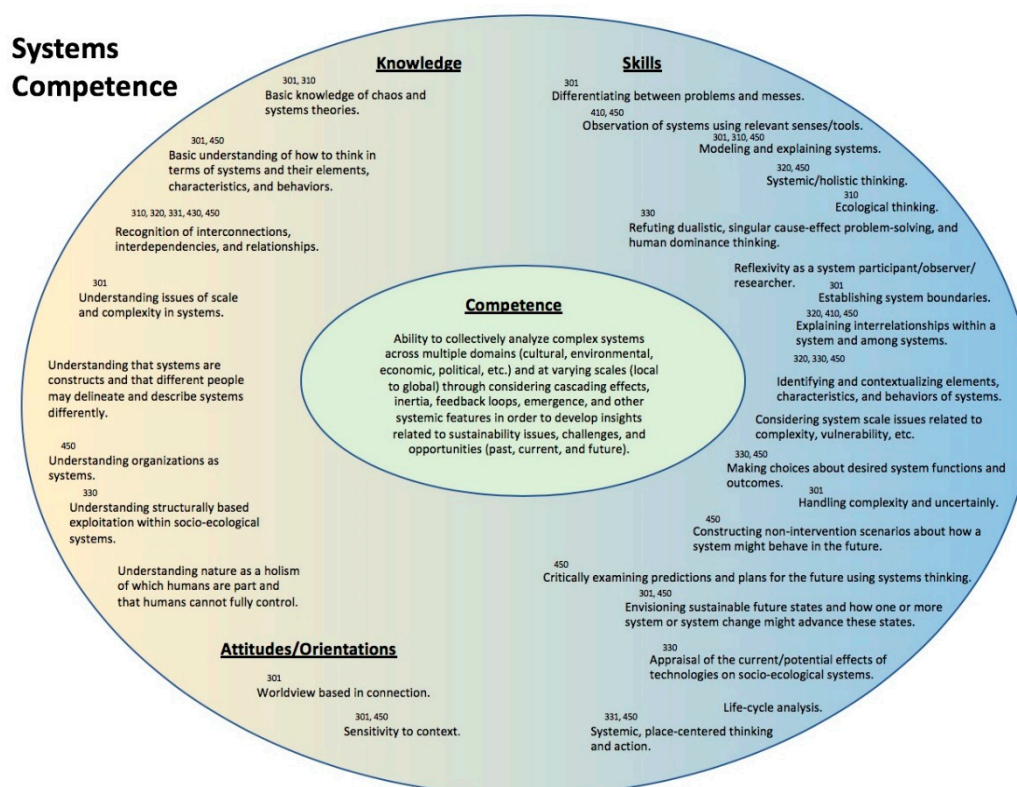 Systems
Competence
Knowledge
301, 310
Basic knowledge of chaos and
systems theories.
301, 450
Basic understanding of how to think in
terms of systems and their elements,
characteristics, and behaviors.
310, 320, 331, 430, 450
Recognition of interconnections,
interdependencies, and relationships.
301
Understanding issues of scale
and complexity in systems.
Understanding that systems are
constructs and that different people
may delineate and describe systems
differently.
450
Understanding organizations as
systems.
330
Understanding structurally based
exploitation within socio-ecological
systems.
Understanding nature as a holism
of which humans are part and
that humans cannot fully control.
Attitudes/Orientations
301
Worldview based in connection.
301, 450
Sensitivity to context.
Competence
Ability to collectively analyze complex systems
across multiple domains (cultural, environmental,
economic, political, etc.) and at varying scales (local
to global) through considering cascading effects,
inertia, feedback loops, emergence, and other
systemic features in order to develop insights
related to sustainability issues, challenges, and
opportunities (past, current, and future).
Skills
301
Differentiating between problems and messes.
410, 450
Observation of systems using relevant senses/tools.
301, 310, 450
Modeling and explaining systems.
320, 450
Systemic/holistic thinking.
310
Ecological thinking.
330
Refuting dualistic, singular cause-effect problem-solving, and
human dominance thinking.
Reflexivity as a system participant/observer/
researcher.
301
Establishing system boundaries.
320, 410, 450
Explaining interrelationships within a
system and among systems.
320, 330, 450
Identifying and contextualizing elements,
characteristics, and behaviors of systems.
Considering system scale issues related to
complexity, vulnerability, etc.
330, 450
Making choices about desired system functions and
outcomes.
301
Handling complexity and uncertainly.
450
Constructing non-intervention scenarios about how a
system might behave in the future.
450
Critically examining predictions and plans for the future using systems thinking.
301, 450
Envisioning sustainable future states and how one or more
system or system change might advance these states.
330
Appraisal of the current/potential effects of
technologies on socio-ecological systems.
Life-cycle analysis.
331, 450
Systemic, place-centered thinking
and action.